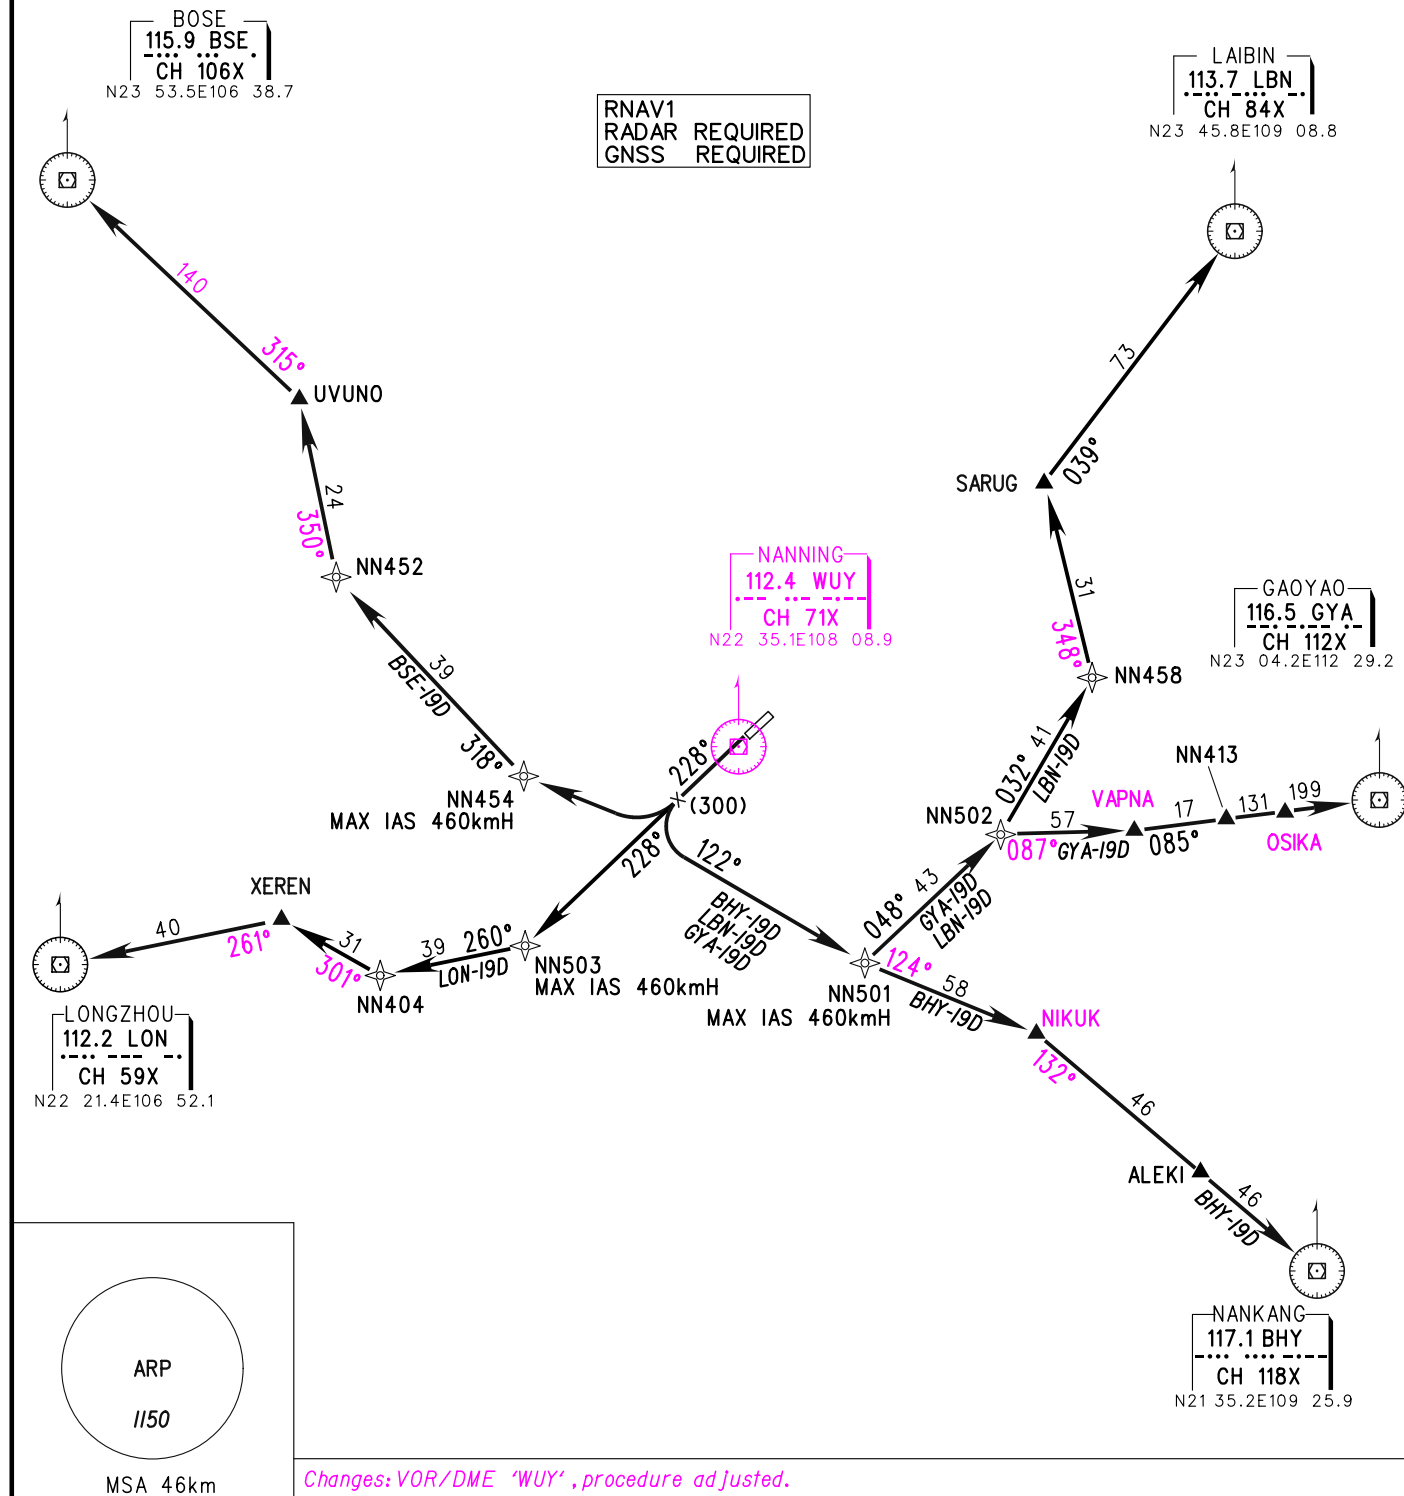 BOSE
115.9 BSE
CH 106X
N23 53.5E106 38.7
RNAV1
RADAR REQUIRED
GNSS REQUIRED
LAIBIN
113.7 LBN
CH 84X
N23 45.8E109 08.8
140
315°
UVUNO
24
350°
NN452
39
BSE-19D
318°
NN454
MAX IAS 460kmH
73
039°
SARUG
31
348°
NN458
NANNING
112.4 WUY
CH 71X
N22 35.1E108 08.9
GAOYAO
116.5 GYA
CH 112X
N23 04.2E112 29.2
228°
(300)
228°
122°
BHY-19D
LBN-19D
GYA-19D
032°
41
LBN-19D
NN502
VAPNA
NN413
57
17
131
199
087°
GYA-19D
085°
OSIKA
048°
43
GYA-19D
LBN-19D
XEREN
40
261°
31
301°
NN404
39
260°
LON-19D
NN503
MAX IAS 460kmH
NN501
MAX IAS 460kmH
124°
58
BHY-19D
NIKUK
132°
46
ALEKI
46
BHY-19D
LONGZHOU
112.2 LON
CH 59X
N22 21.4E106 52.1
NANKANG
117.1 BHY
CH 118X
N21 35.2E109 25.9
ARP
1150
MSA 46km
Changes: VOR/DME 'WUY', procedure adjusted.